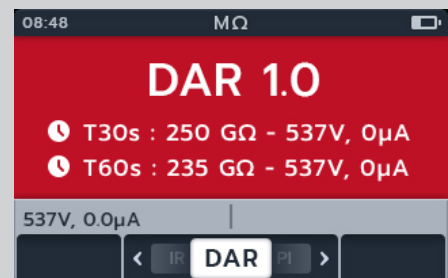 08:48 MΩ
DAR 1.0
T30s : 250 GΩ - 537V, 0µA
T60s : 235 GΩ - 537V, 0µA
537V, 0.0µA
< IR DAR PI >